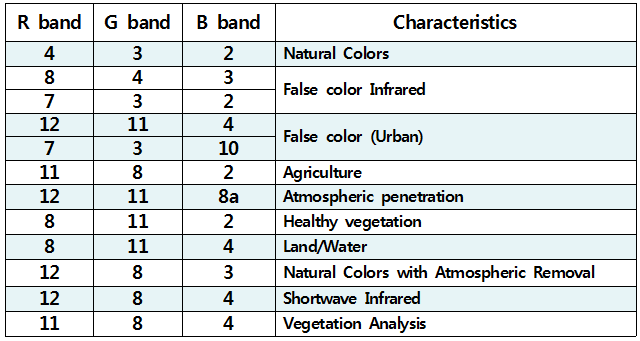 R band G band B band Characteristics
4 3 2 Natural Colors
8 4 3
False color Infrared
7 3 2
12 11 4
False color (Urban)
7 3 10
11 8 2 Agriculture
12 11 8a Atmospheric penetration
8 11 2 Healthy vegetation
8 11 4 Land/Water
12 8 3 Natural Colors with Atmospheric Removal
12 8 4 Shortwave Infrared
11 8 4 Vegetation Analysis